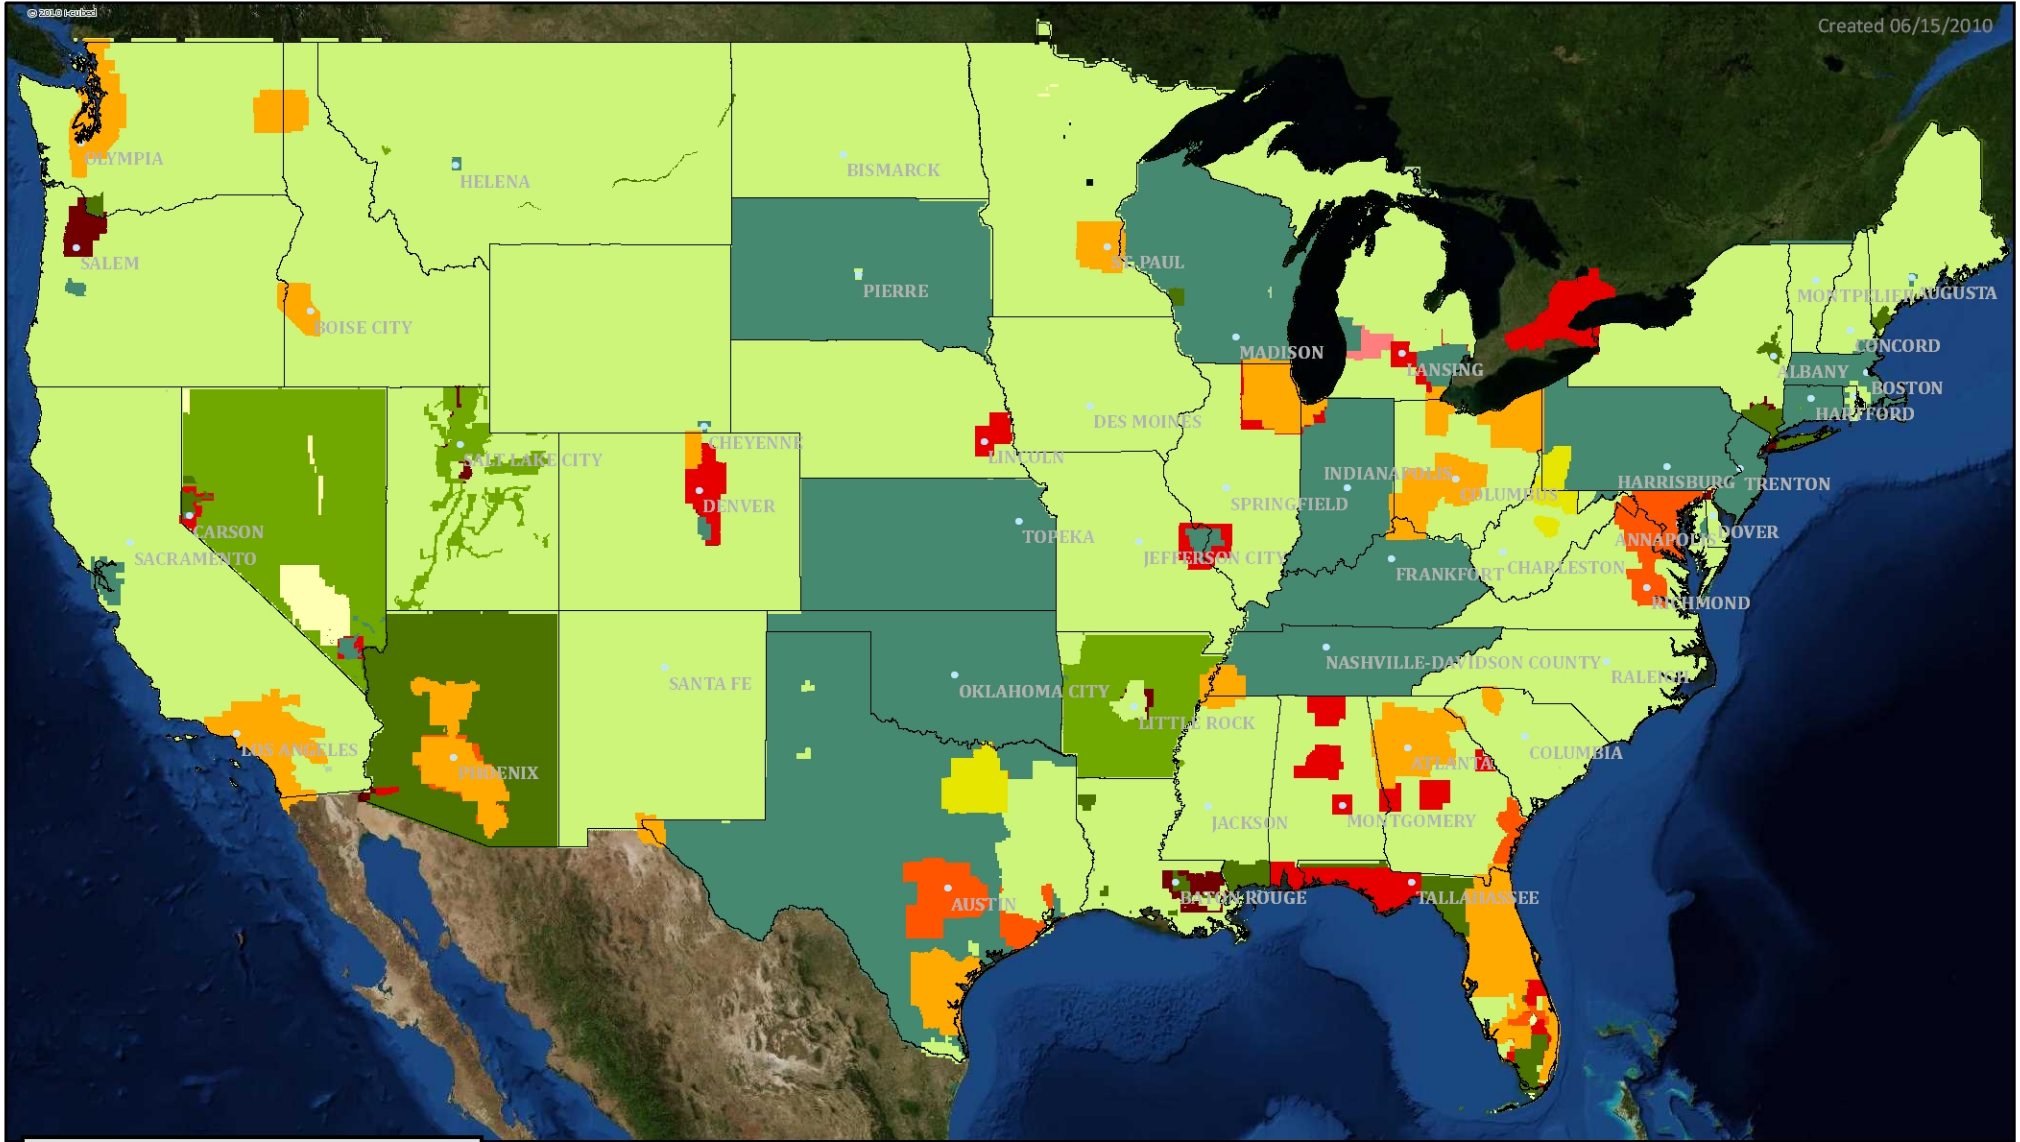 © 2010 i-cubed
Created 06/15/2010
OLYMPIA
HELENA
BISMARCK
SALEM
ST. PAUL
PIERRE
MONTPELIER
AUGUSTA
BOISE CITY
MADISON
CONCORD
LANSING
ALBANY
BOSTON
DES MOINES
HARTFORD
CHEYENNE
SALT LAKE CITY
LINCOLN
INDIANAPOLIS
HARRISBURG
TRENTON
COLUMBUS
DENVER
SPRINGFIELD
CARSON
TOPEKA
ANNAPOLIS
DOVER
SACRAMENTO
JEFFERSON CITY
FRANKFORT
CHARLESTON
RICHMOND
NASHVILLE-DAVIDSON COUNTY
RALEIGH
SANTA FE
OKLAHOMA CITY
LITTLE ROCK
LOS ANGELES
COLUMBIA
ATLANTA
PHOENIX
JACKSON
MONTGOMERY
AUSTIN
BATON ROUGE
TALLAHASSEE